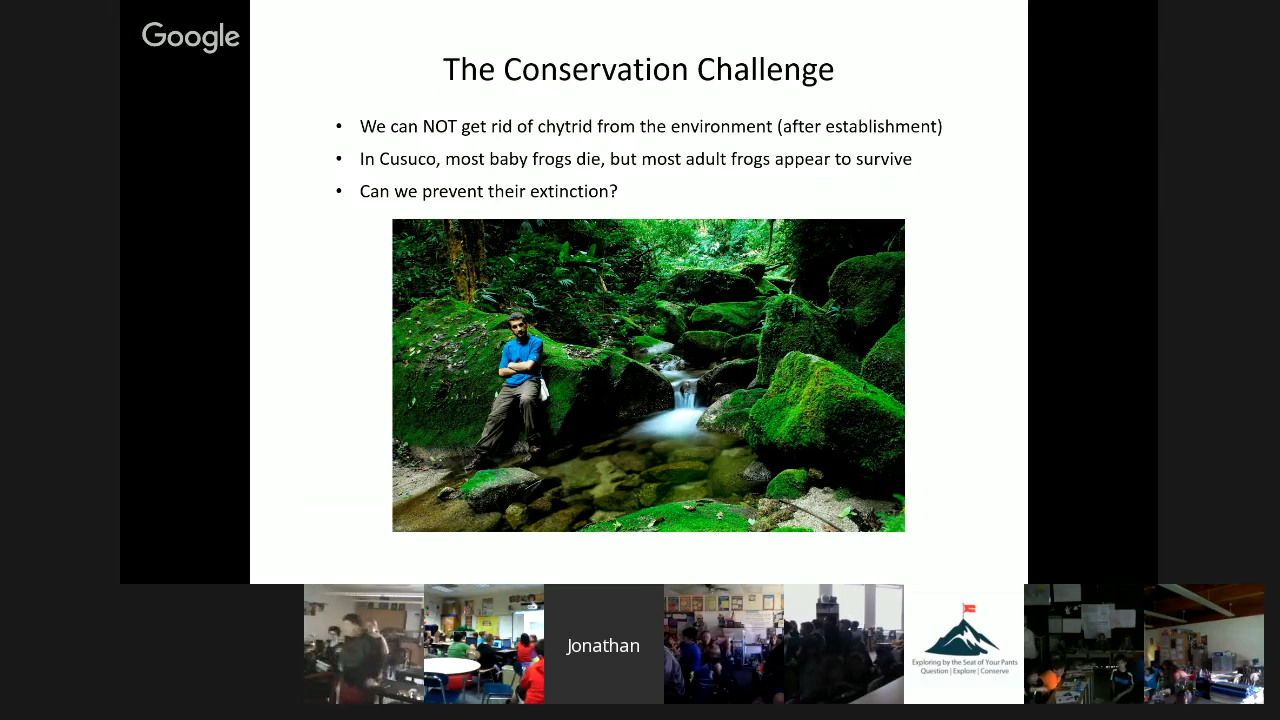 Google
The Conservation Challenge
• We can NOT get rid of chytrid from the environment (after establishment)
• In Cusuco, most baby frogs die, but most adult frogs appear to survive
• Can we prevent their extinction?
Jonathan
Exploring by the Seat of Your Pants
Question | Explore | Conserve